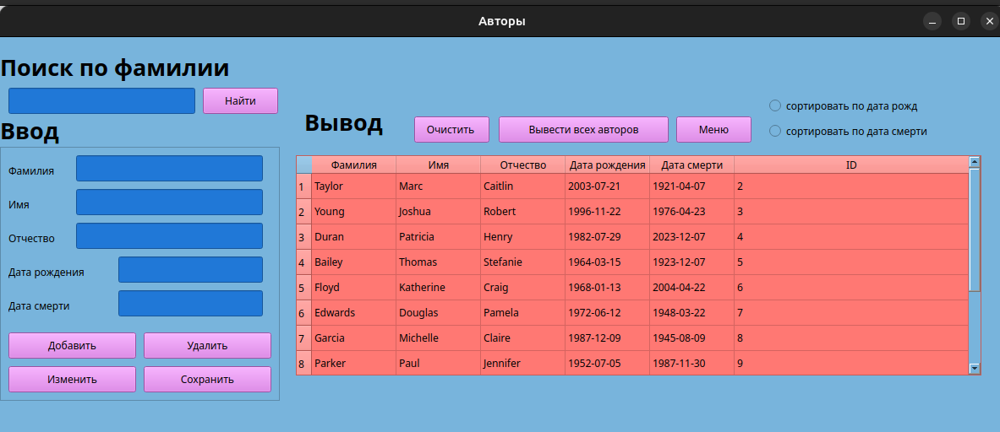 Авторы
Поиск по фамилии
Найти
Ввод
Фамилия
Имя
Отчество
Дата рождения
Дата смерти
Добавить Удалить
Изменить Сохранить
Вывод Очистить Вывести всех авторов Меню
сортировать по дата рожд
сортировать по дата смерти
Фамилия Имя Отчество Дата рождения Дата смерти ID
1 Taylor Marc Caitlin 2003-07-21 1921-04-07 2
2 Young Joshua Robert 1996-11-22 1976-04-23 3
3 Duran Patricia Henry 1982-07-29 2023-12-07 4
4 Bailey Thomas Stefanie 1964-03-15 1923-12-07 5
5 Floyd Katherine Craig 1968-01-13 2004-04-22 6
6 Edwards Douglas Pamela 1972-06-12 1948-03-22 7
7 Garcia Michelle Claire 1987-12-09 1945-08-09 8
8 Parker Paul Jennifer 1952-07-05 1987-11-30 9